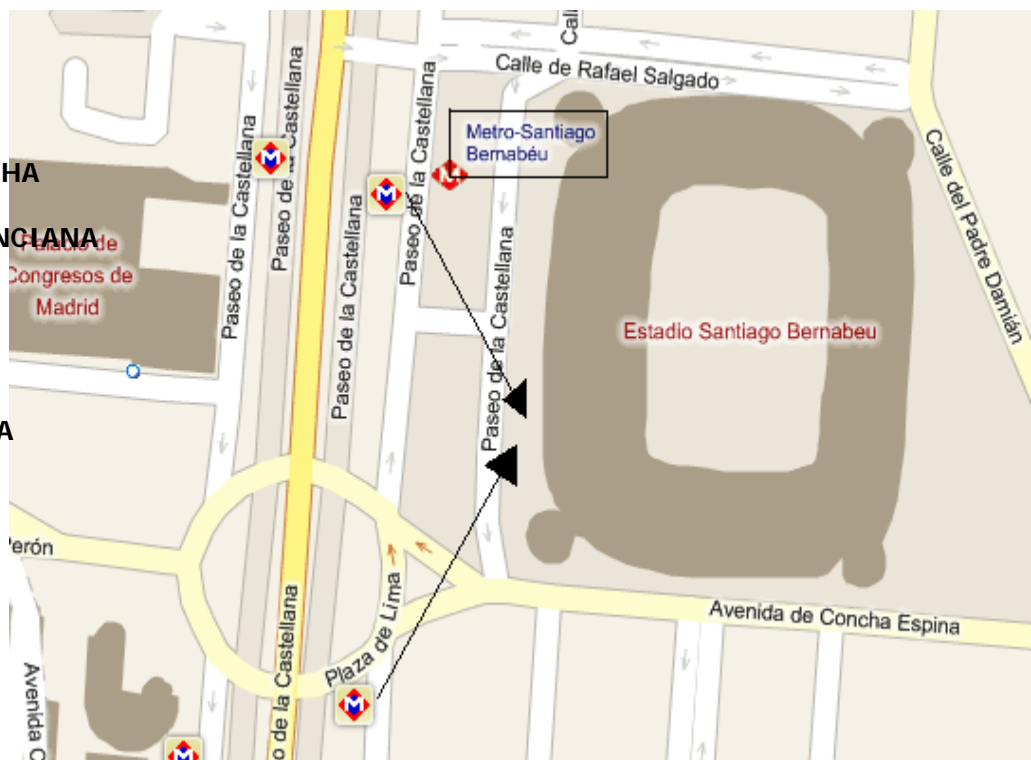 Calle de Rafael Salgado
Call
Paseo de la Castellana
Paseo de la Castellana
Paseo de la Castellana
Metro-Santiago
Bernabéu
HA
NCIANA
Palacio de
Congresos de
Madrid
Paseo de la Castellana
Paseo de la Castellana
Estadio Santiago Bernabeu
Calle del Padre Damián
A
Perón
Plaza de Lima
Avenida de Concha Espina
o de la Castellana
Avenida C
M
M
M
M
M